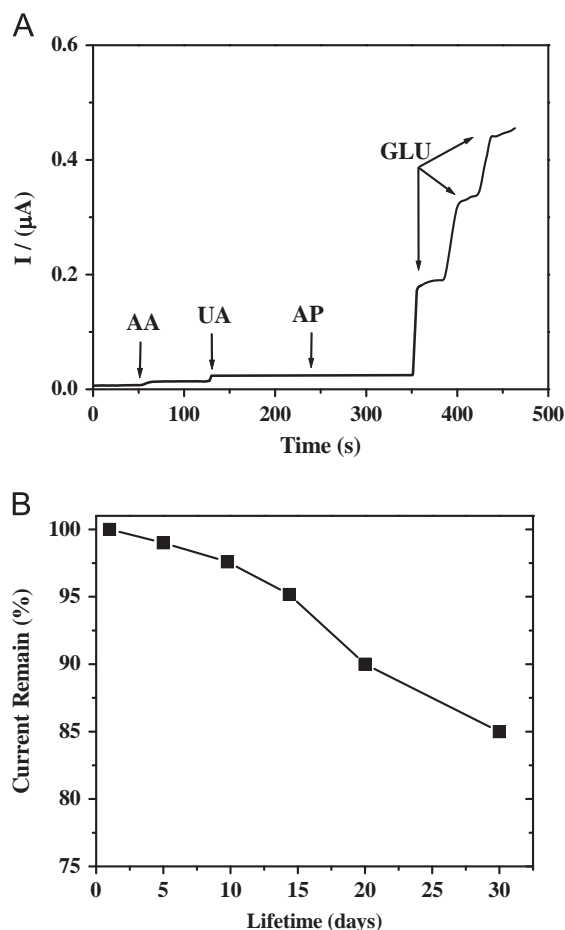 A
0.6
0.4
0.2
0.0
I / (μA)
GLU
AA
UA
AP
0 100 200 300 400 500
Time (s)
B
100
95
90
85
80
75
Current Remain (%)
0 5 10 15 20 25 30
Lifetime (days)